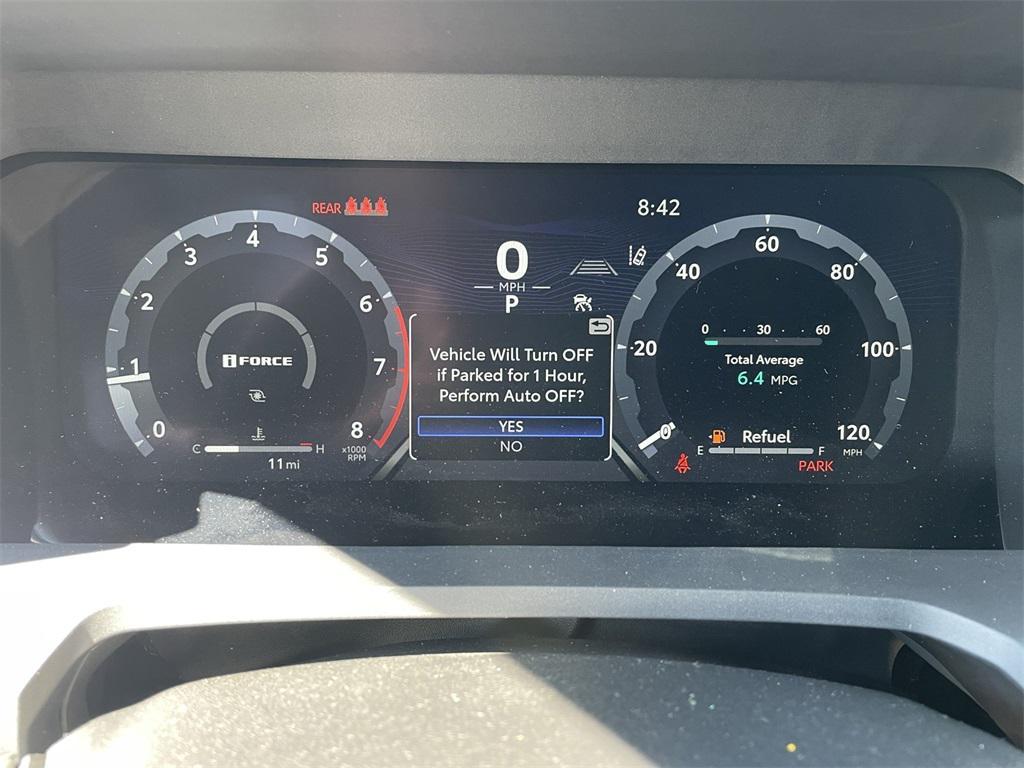 REAR
8:42
0
MPH
P
0
1
2
3
4
5
6
7
8
x1000
RPM
iFORCE
C
H
11 mi
Vehicle Will Turn OFF
if Parked for 1 Hour,
Perform Auto OFF?
YES
NO
0
20
40
60
80
100
120
MPH
0 30 60
Total Average
6.4 MPG
Refuel
E
F
PARK